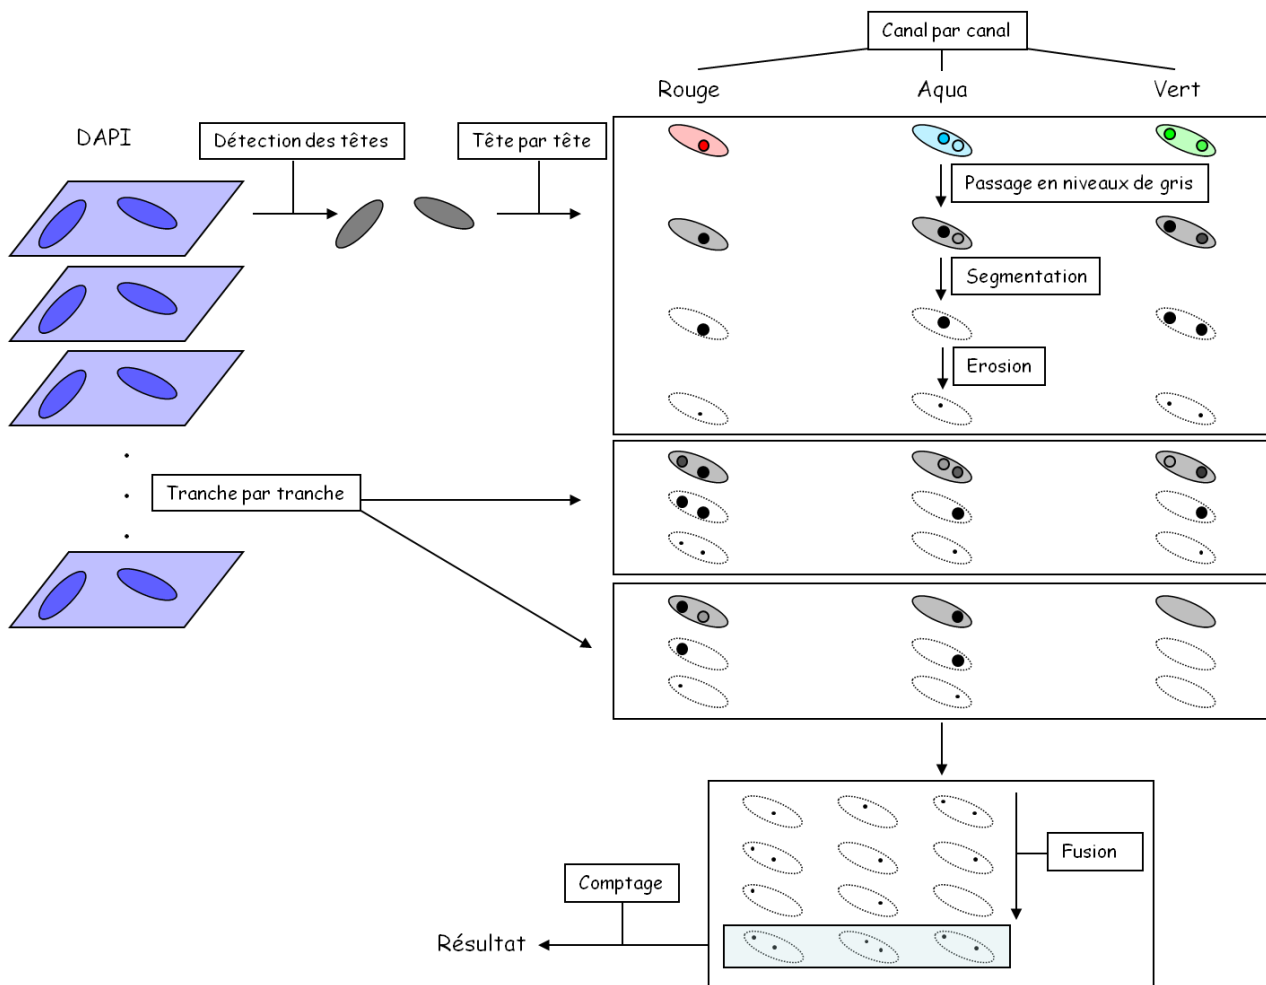 Canal par canal
Rouge
Aqua
Vert
DAPI
Détection des têtes
Tête par tête
Passage en niveaux de gris
Segmentation
Erosion
Tranche par tranche
Fusion
Comptage
Résultat